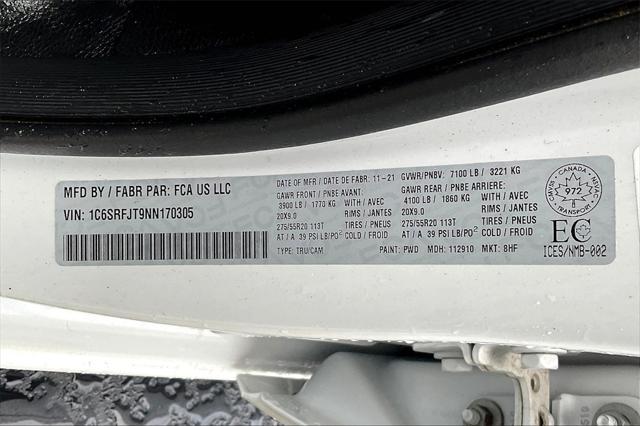 MFD BY / FABR PAR: FCA US LLC
VIN: 1C6SRFJT9NN170305
DATE OF MFR / DATE DE FABR: 11-21 GVWR/PNBV: 7100 LB / 3221 KG
GAWR FRONT / PNBE AVANT: GAWR REAR / PNBE ARRIERE:
3900 LB / 1770 KG WITH / AVEC 4100 LB / 1860 KG WITH / AVEC
20X9.0 RIMS / JANTES 20X9.0 RIMS / JANTES
275/55R20 113T TIRES / PNEUS 275/55R20 113T TIRES / PNEUS
AT / A 39 PSI LB/PO² COLD / FROID AT / A 39 PSI LB/PO² COLD / FROID
TYPE: TRU/CAM PAINT: PWD MDH: 112910 MKT: BHF
CANADA
972
NVSA
EC
ICES/NMB-002